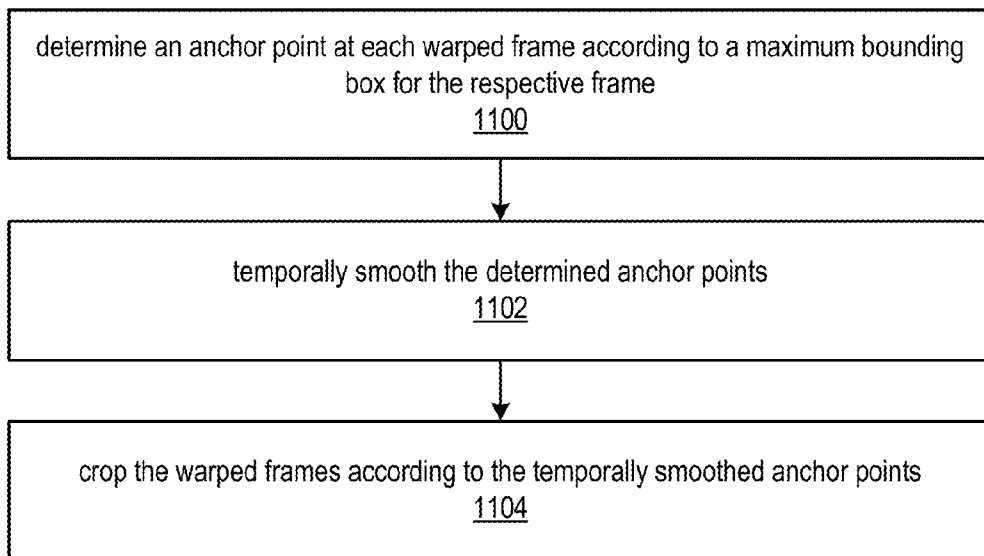 determine an anchor point at each warped frame according to a maximum bounding
box for the respective frame
1100
temporally smooth the determined anchor points
1102
crop the warped frames according to the temporally smoothed anchor points
1104